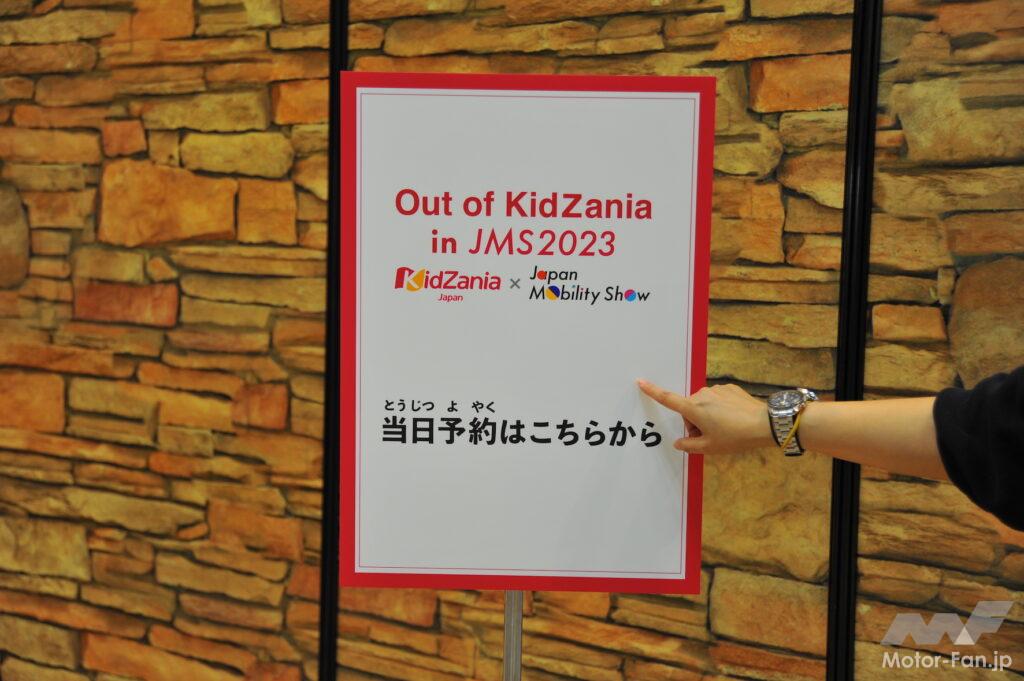 Out of KidZania
in JMS2023
KidZania
Japan
×
Japan
Mobility Show
とうじつ よ やく
当日予約はこちらから
Motor-Fan.jp